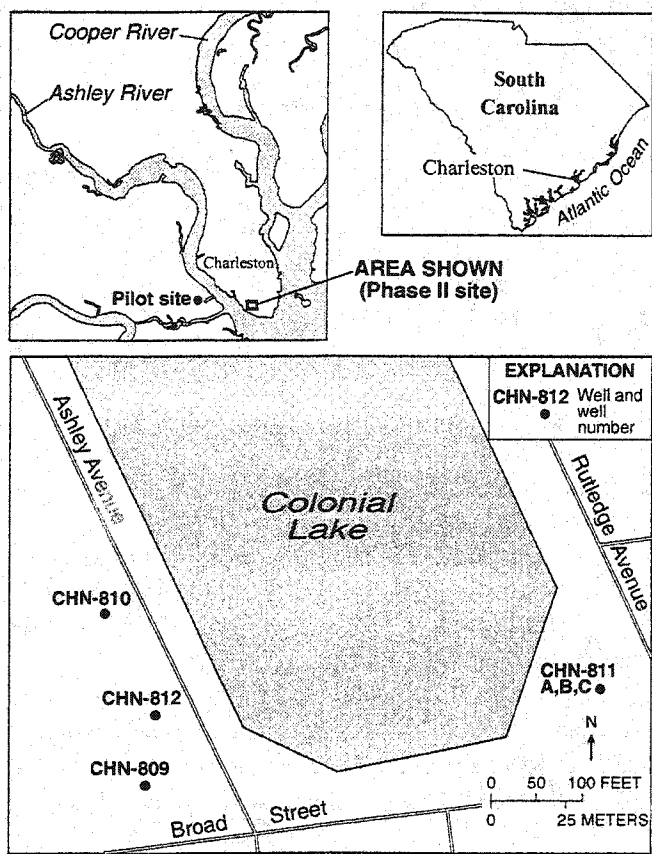 Cooper River
Ashley River
Charleston
Pilot site
AREA SHOWN
(Phase II site)
South
Carolina
Charleston
Atlantic Ocean
EXPLANATION
CHN-812 Well and
well
number
Ashley Avenue
Colonial
Lake
Rutledge
Avenue
CHN-810
CHN-811
A,B,C
CHN-812
CHN-809
N
0 50 100 FEET
0 25 METERS
Broad Street